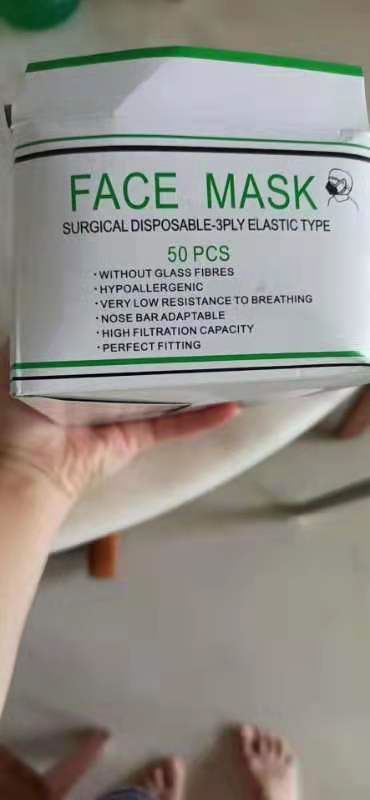 FACE MASK
SURGICAL DISPOSABLE-3PLY ELASTIC TYPE
50 PCS
·WITHOUT GLASS FIBRES
·HYPOALLERGENIC
·VERY LOW RESISTANCE TO BREATHING
·NOSE BAR ADAPTABLE
·HIGH FILTRATION CAPACITY
·PERFECT FITTING